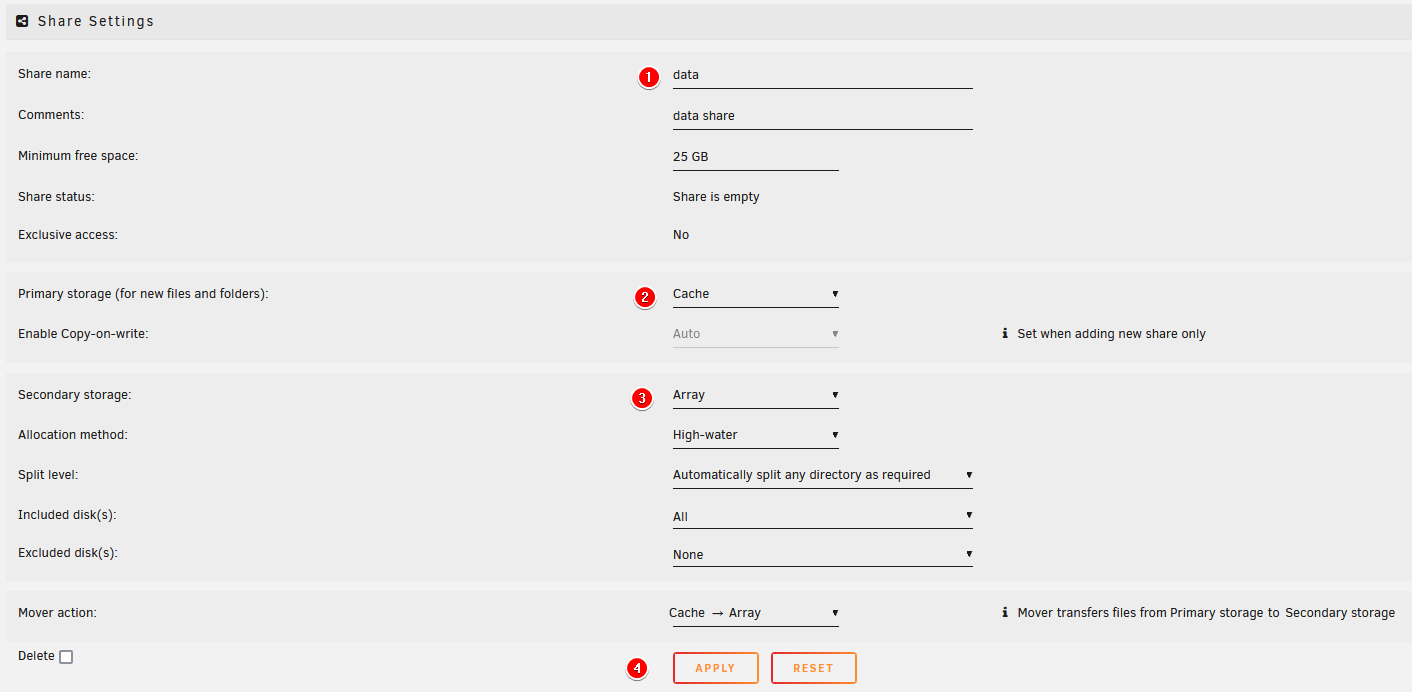 Share Settings
Share name: 1 data
Comments: data share
Minimum free space: 25 GB
Share status: Share is empty
Exclusive access: No
Primary storage (for new files and folders): 2 Cache
Enable Copy-on-write: Auto Set when adding new share only
Secondary storage: 3 Array
Allocation method: High-water
Split level: Automatically split any directory as required
Included disk(s): All
Excluded disk(s): None
Mover action: Cache → Array Mover transfers files from Primary storage to Secondary storage
Delete 4 APPLY RESET